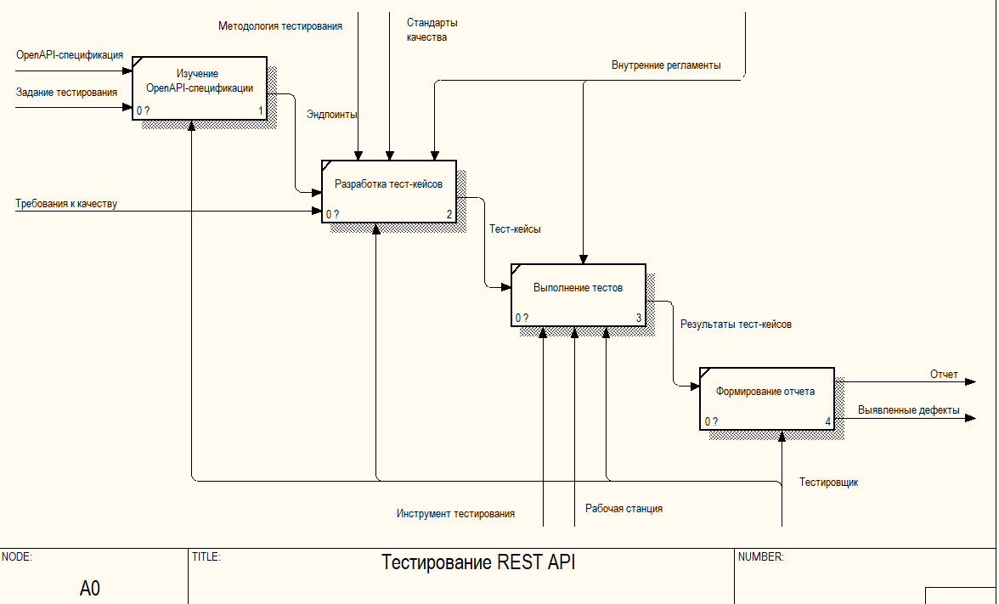 Методология тестирования
Стандарты
качества
OpenAPI-спецификация
Внутренние регламенты
Изучение
OpenAPI-спецификации
Задание тестирования
0 ?
1
Эндпоинты
Разработка тест-кейсов
Требования к качеству
0 ?
2
Тест-кейсы
Выполнение тестов
0 ?
3
Результаты тест-кейсов
Отчет
Формирование отчета
Выявленные дефекты
0 ?
4
Тестировщик
Инструмент тестирования
Рабочая станция
NODE:
TITLE:
Тестирование REST API
NUMBER:
A0